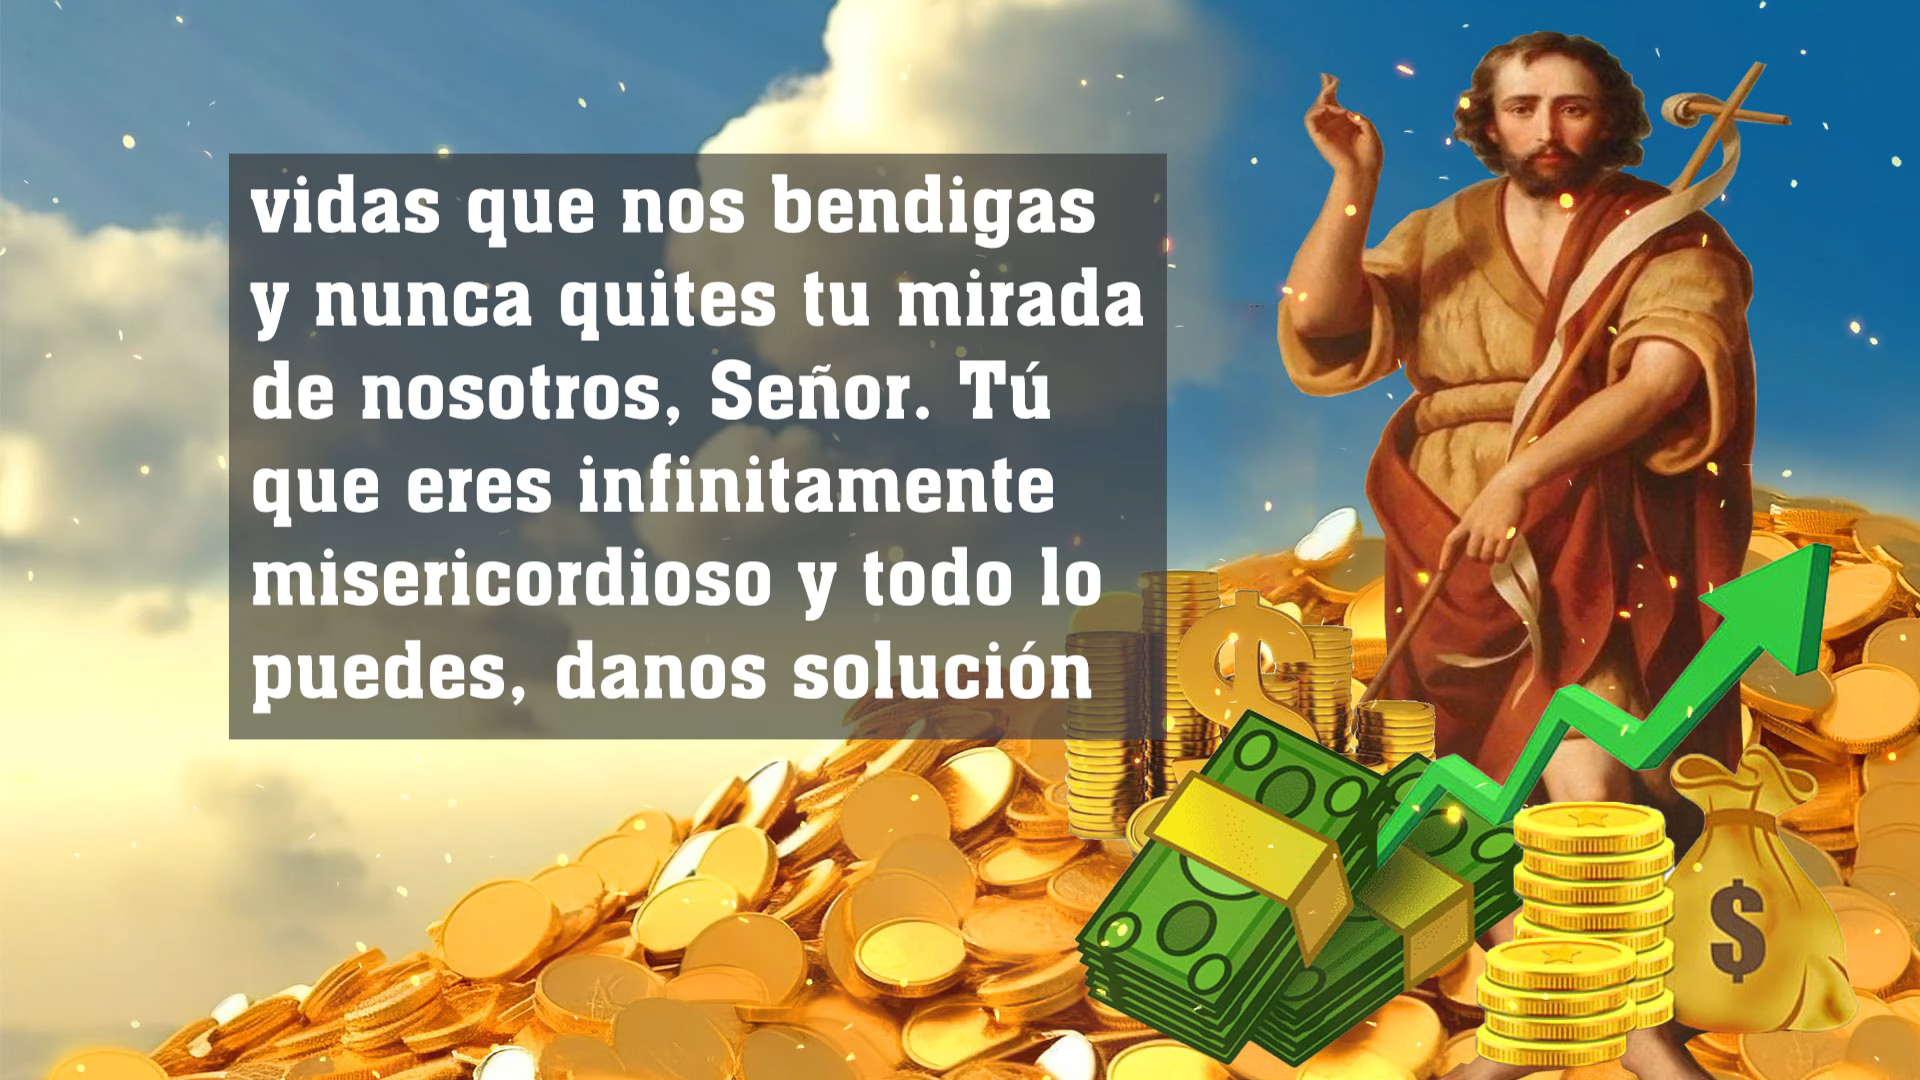 vidas que nos bendigas
y nunca quites tu mirada
de nosotros, Señor. Tú
que eres infinitamente
misericordioso y todo lo
puedes, danos solución
$
$